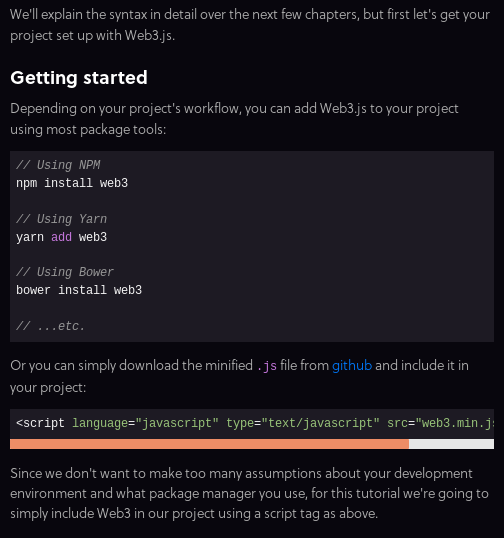 We'll explain the syntax in detail over the next few chapters, but first let's get your
project set up with Web3.js.
Getting started
Depending on your project's workflow, you can add Web3.js to your project
using most package tools:
// Using NPM
npm install web3
// Using Yarn
yarn add web3
// Using Bower
bower install web3
// ...etc.
Or you can simply download the minified .js file from github and include it in
your project:
<script language="javascript" type="text/javascript" src="web3.min.js
Since we don't want to make too many assumptions about your development
environment and what package manager you use, for this tutorial we're going to
simply include Web3 in our project using a script tag as above.